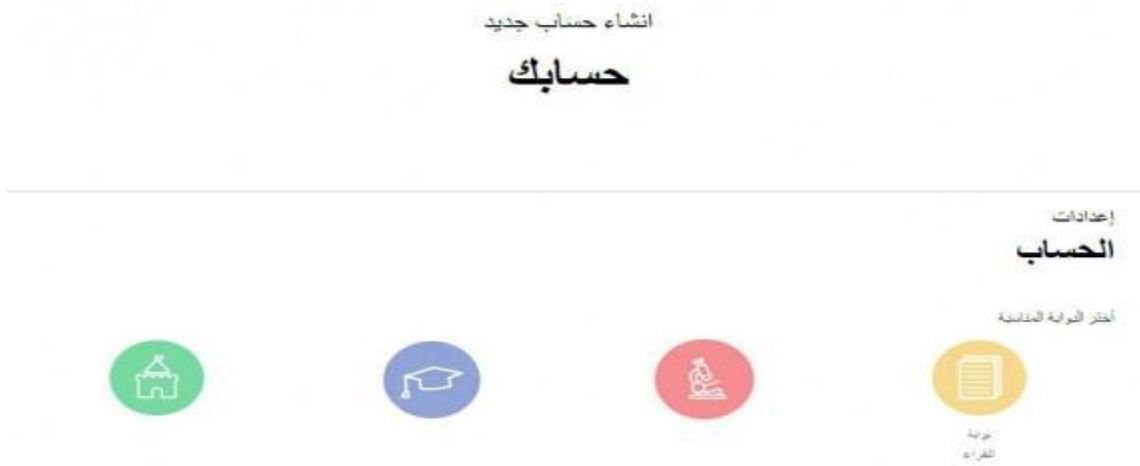 انشاء حساب جديد
حسابك
إعدادات
الحساب
أختر البوابة المناسبة
بوابة
القراء